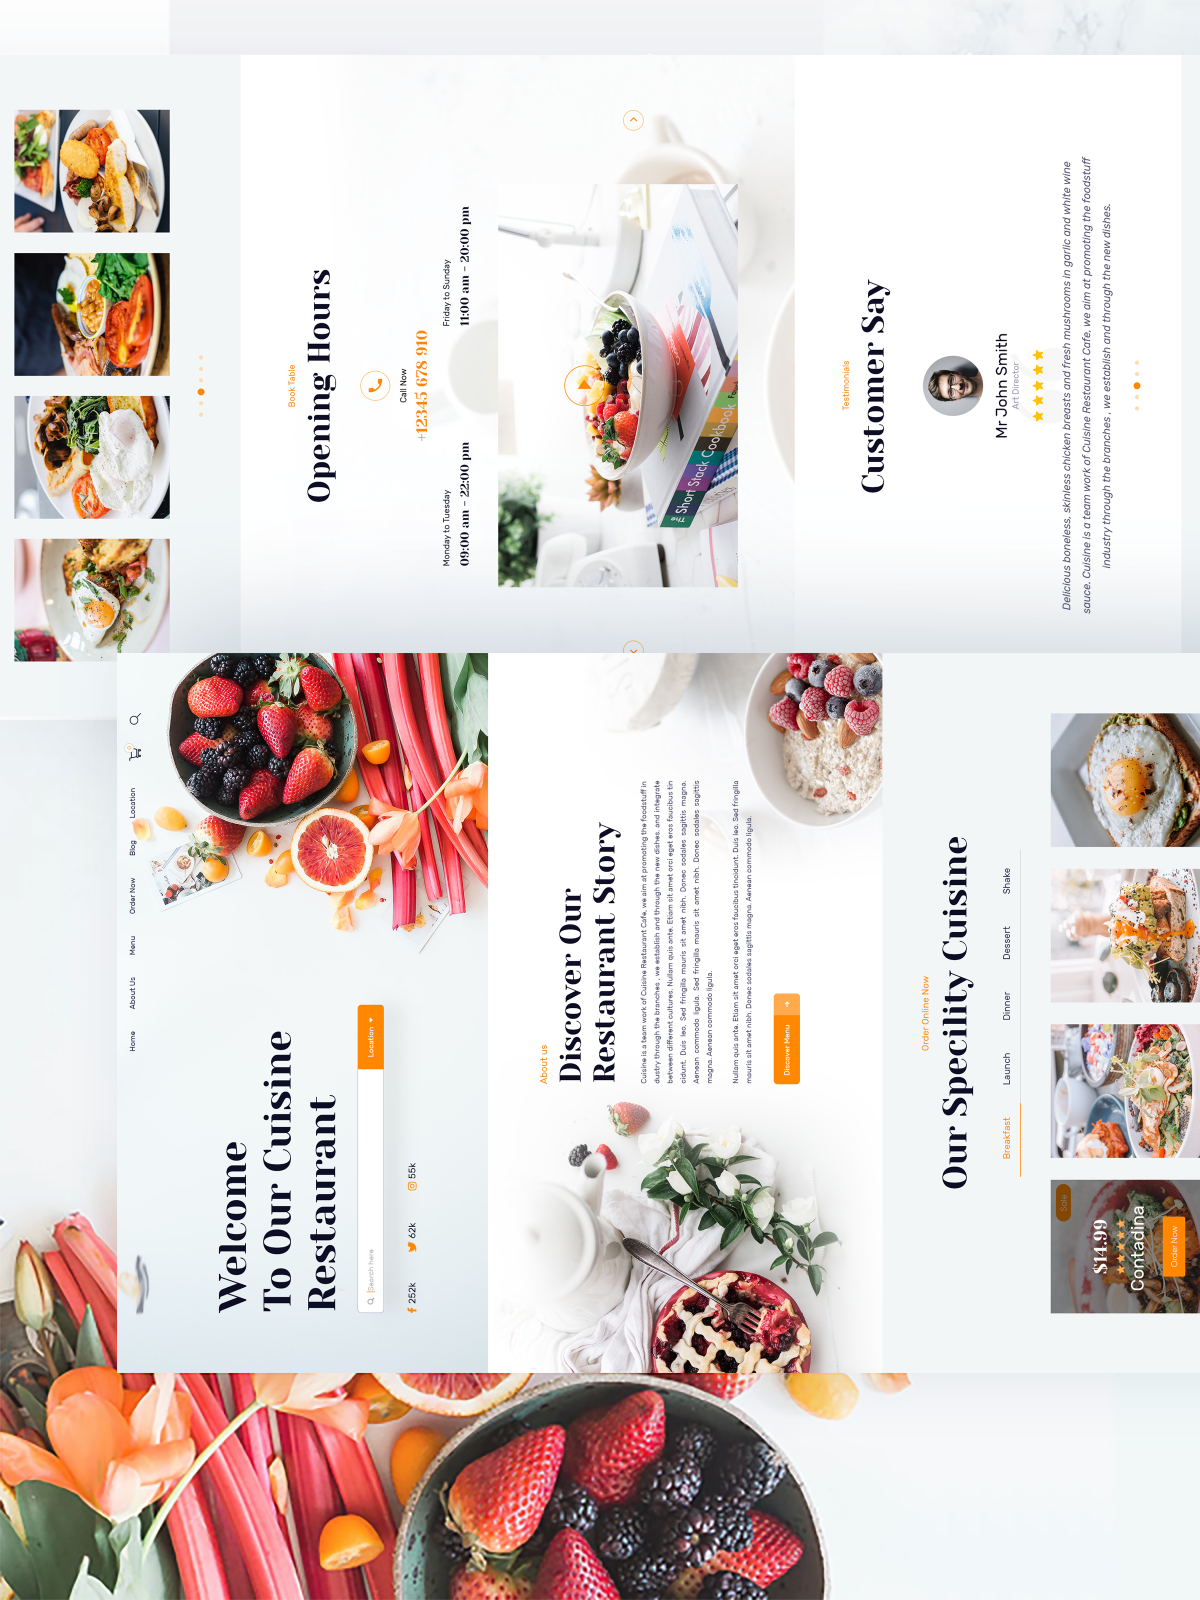 Home
About Us
Menu
Order Now
Blog
Location
0
Welcome
To Our Cuisine
Restaurant
Search here
Location
252k
62k
55k
About us
Discover Our
Restaurant Story
Cuisine is a team work of Cuisine Restaurant Cafe, we aim at promoting the foodstuff in
dustry through the branches , we establish and through the new dishes, and integrate
between different cultures. Nullam quis ante. Etiam sit amet orci eget eros faucibus tin
cidunt. Duis leo. Sed fringilla mauris sit amet nibh. Donec sodales sagittis magna.
Aenean commodo ligula. Sed fringilla mauris sit amet nibh. Donec sodales sagittis
magna. Aenean commodo ligula.
Nullam quis ante. Etiam sit amet orci eget eros faucibus tincidunt. Duis leo. Sed fringilla
mauris sit amet nibh. Donec sodales sagittis magna. Aenean commodo ligula.
Discover Menu
Order Online Now
Our Specility Cuisine
Breakfast
Launch
Dinner
Dessert
Shake
Sale
$14.99
Contadina
Order Now
Book Table
Opening Hours
Call Now
+12345 678 910
Monday to Tuesday
09:00 am - 22:00 pm
Friday to Sunday
11:00 am - 20:00 pm
The Short Stack Cookbook
Testimonials
Customer Say
Mr John Smith
Art Director
Delicious boneless, skinless chicken breasts and fresh mushrooms in garlic and white wine
sauce. Cuisine is a team work of Cuisine Restaurant Cafe, we aim at promoting the foodstuff
industry through the branches , we establish and through the new dishes.